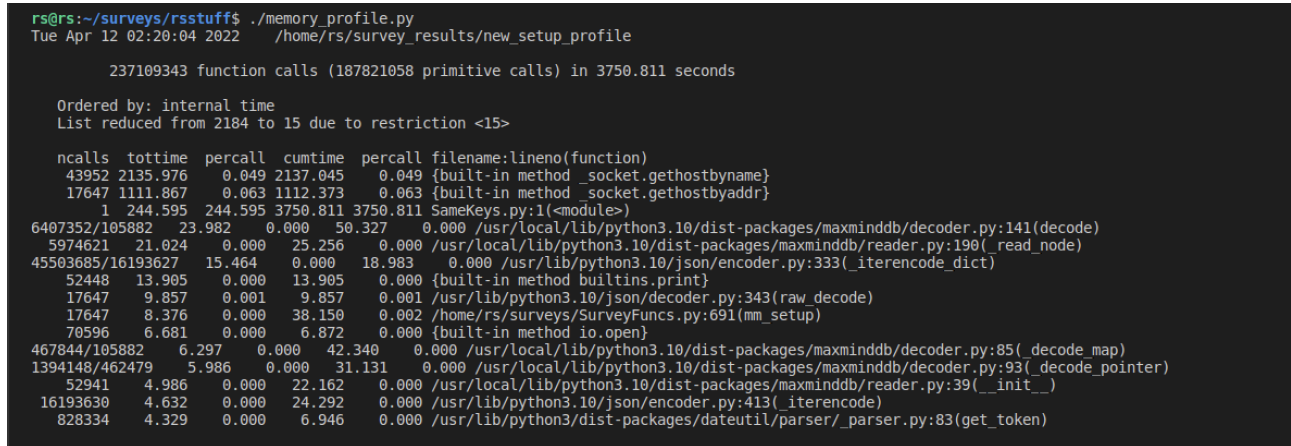 rs@rs:~/surveys/rsstuff$ ./memory_profile.py
Tue Apr 12 02:20:04 2022    /home/rs/survey_results/new_setup_profile
237109343 function calls (187821058 primitive calls) in 3750.811 seconds
Ordered by: internal time
List reduced from 2184 to 15 due to restriction <15>
ncalls  tottime  percall  cumtime  percall filename:lineno(function)
43952 2135.976    0.049 2137.045    0.049 {built-in method _socket.gethostbyname}
17647 1111.867    0.063 1112.373    0.063 {built-in method _socket.gethostbyaddr}
1  244.595  244.595 3750.811 3750.811 SameKeys.py:1(<module>)
6407352/105882   23.982    0.000   50.327    0.000 /usr/local/lib/python3.10/dist-packages/maxminddb/decoder.py:141(decode)
5974621   21.024    0.000   25.256    0.000 /usr/local/lib/python3.10/dist-packages/maxminddb/reader.py:190(_read_node)
45503685/16193627   15.464    0.000   18.983    0.000 /usr/lib/python3.10/json/encoder.py:333(_iterencode_dict)
52448   13.905    0.000   13.905    0.000 {built-in method builtins.print}
17647    9.857    0.001    9.857    0.001 /usr/lib/python3.10/json/decoder.py:343(raw_decode)
17647    8.376    0.000   38.150    0.002 /home/rs/surveys/SurveyFuncs.py:691(mm_setup)
70596    6.681    0.000    6.872    0.000 {built-in method io.open}
467844/105882    6.297    0.000   42.340    0.000 /usr/local/lib/python3.10/dist-packages/maxminddb/decoder.py:85(_decode_map)
1394148/462479    5.986    0.000   31.131    0.000 /usr/local/lib/python3.10/dist-packages/maxminddb/decoder.py:93(_decode_pointer)
52941    4.986    0.000   22.162    0.000 /usr/local/lib/python3.10/dist-packages/maxminddb/reader.py:39(__init__)
16193630    4.632    0.000   24.292    0.000 /usr/lib/python3.10/json/encoder.py:413(_iterencode)
828334    4.329    0.000    6.946    0.000 /usr/lib/python3/dist-packages/dateutil/parser/_parser.py:83(get_token)